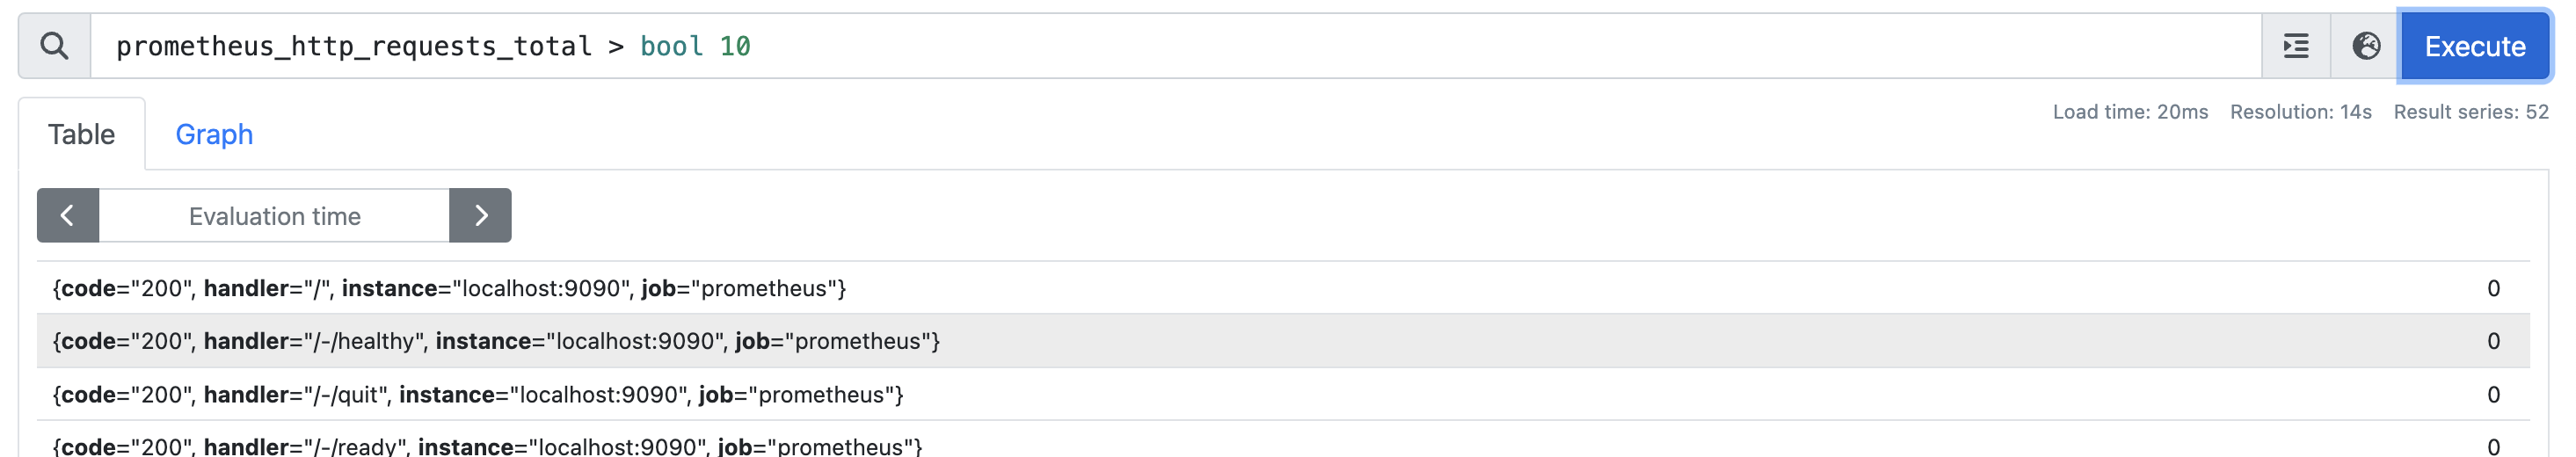 prometheus_http_requests_total > bool 10
Execute
Table
Graph
Load time: 20ms Resolution: 14s Result series: 52
Evaluation time
{code="200", handler="/", instance="localhost:9090", job="prometheus"} 0
{code="200", handler="/-/healthy", instance="localhost:9090", job="prometheus"} 0
{code="200", handler="/-/quit", instance="localhost:9090", job="prometheus"} 0
{code="200", handler="/-/ready", instance="localhost:9090", job="prometheus"} 0